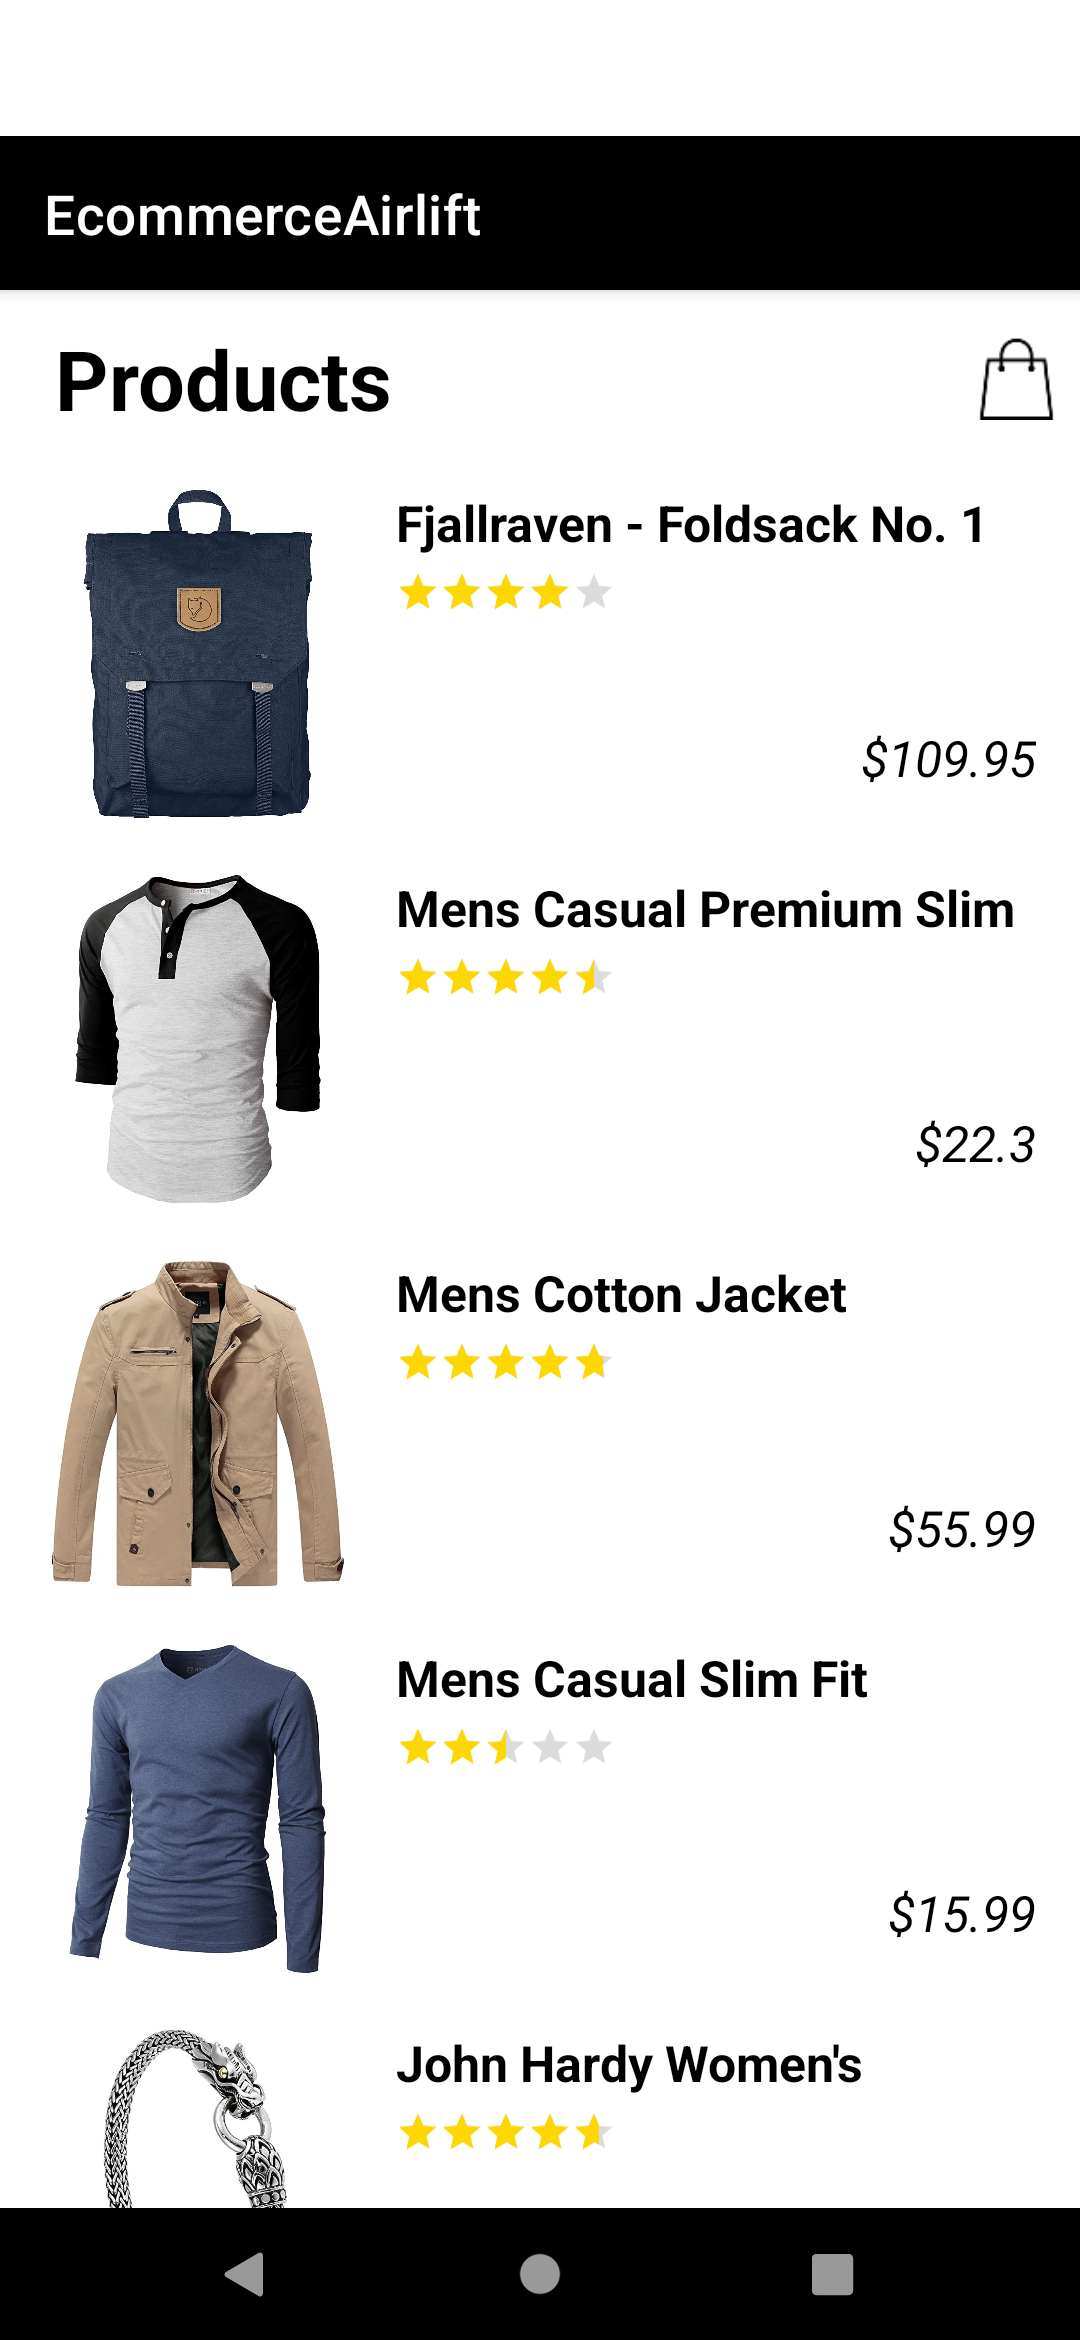 EcommerceAirlift
Products
Fjallraven - Foldsack No. 1
$109.95
Mens Casual Premium Slim
$22.3
Mens Cotton Jacket
$55.99
Mens Casual Slim Fit
$15.99
John Hardy Women's